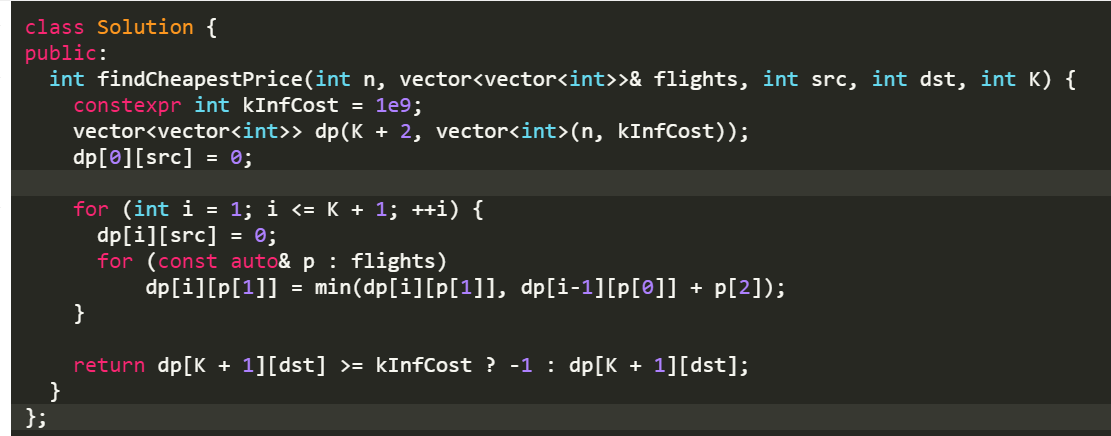 class Solution {
public:
  int findCheapestPrice(int n, vector<vector<int>>& flights, int src, int dst, int K) {
    constexpr int kInfCost = 1e9;
    vector<vector<int>> dp(K + 2, vector<int>(n, kInfCost));
    dp[0][src] = 0;

    for (int i = 1; i <= K + 1; ++i) {
      dp[i][src] = 0;
      for (const auto& p : flights)
          dp[i][p[1]] = min(dp[i][p[1]], dp[i-1][p[0]] + p[2]);
    }

    return dp[K + 1][dst] >= kInfCost ? -1 : dp[K + 1][dst];
  }
};